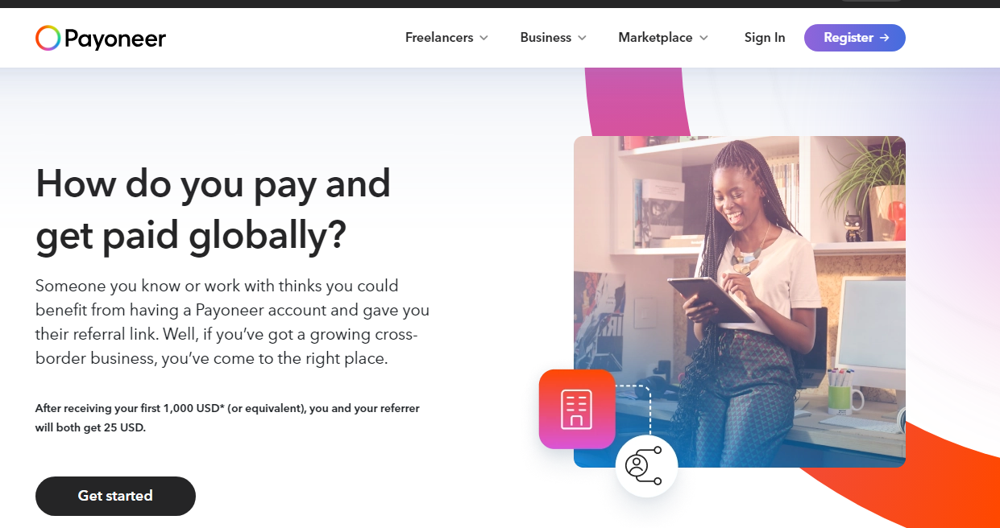 Payoneer
Freelancers
Business
Marketplace
Sign In
Register →
How do you pay and
get paid globally?
Someone you know or work with thinks you could
benefit from having a Payoneer account and gave you
their referral link. Well, if you’ve got a growing cross-
border business, you’ve come to the right place.
After receiving your first 1,000 USD* (or equivalent), you and your referrer
will both get 25 USD.
Get started